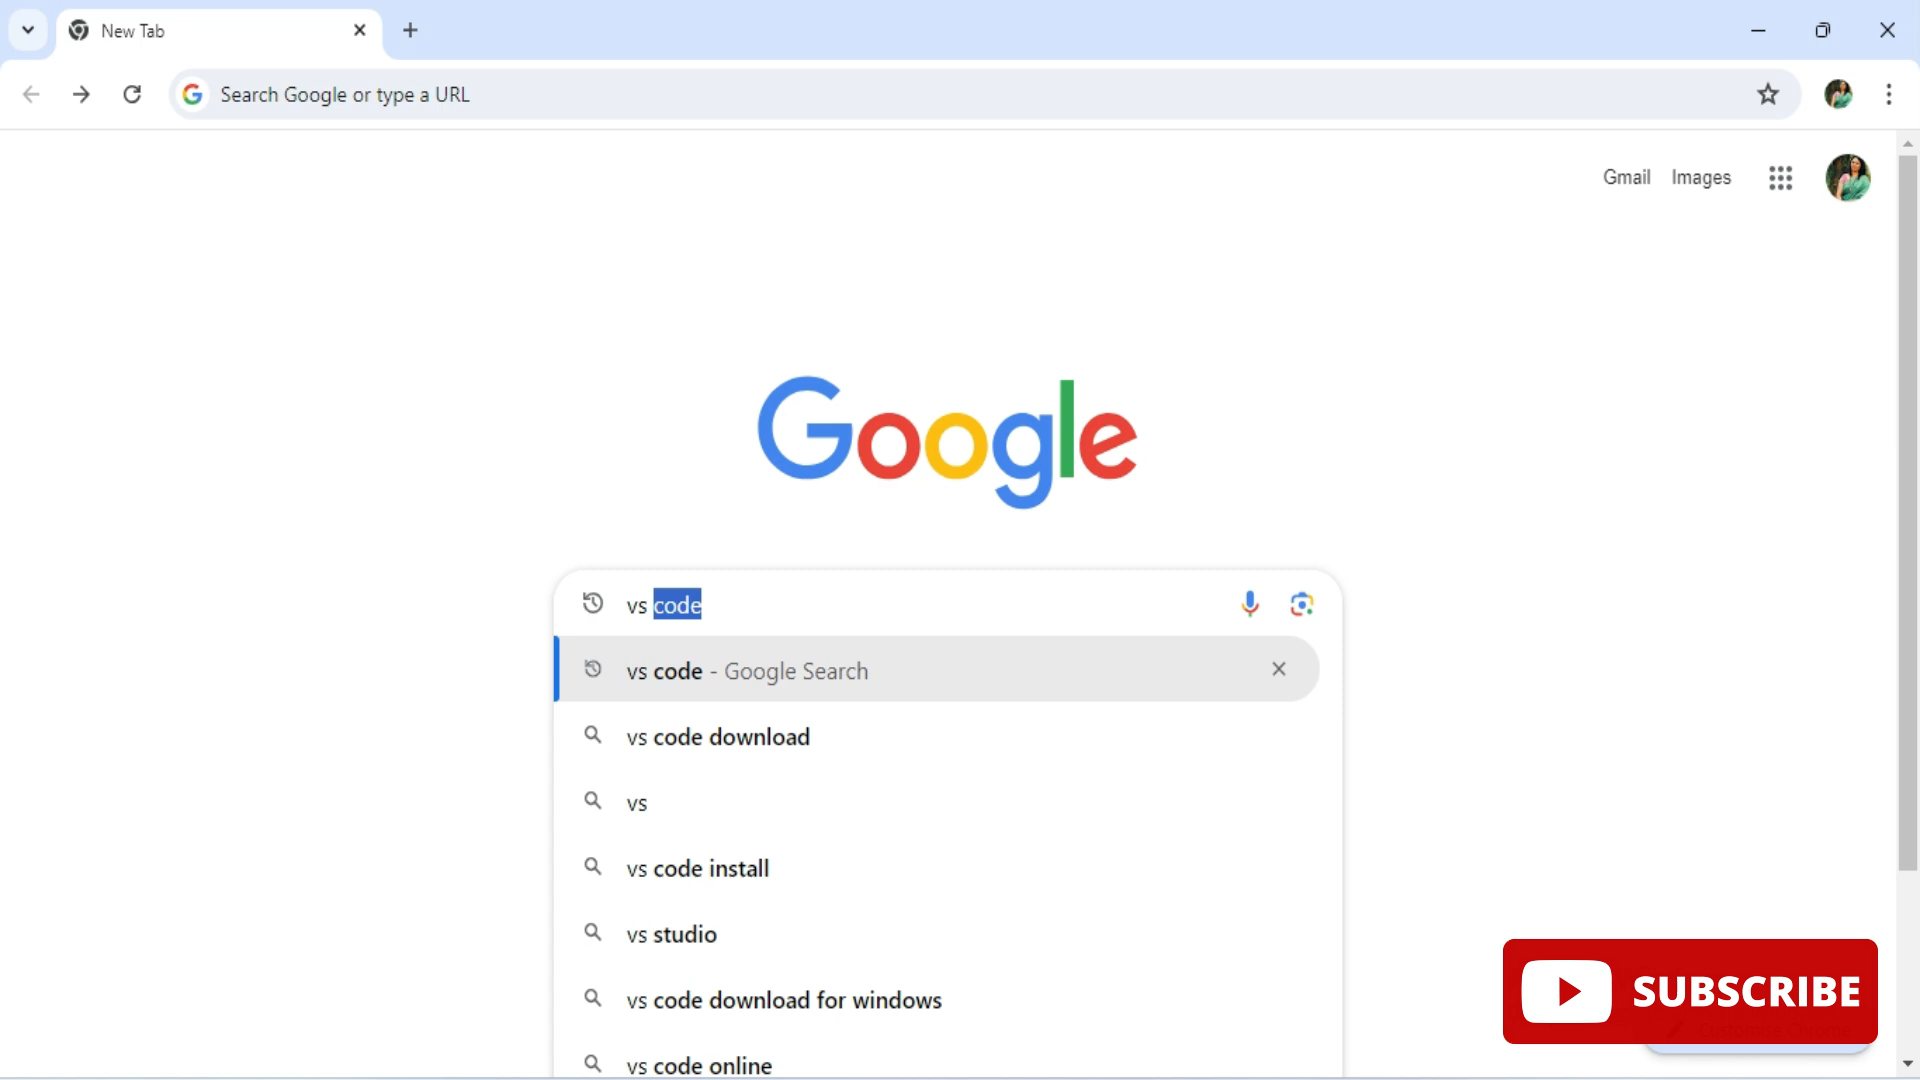 New Tab
Search Google or type a URL
Gmail Images
Google
vs code
vs code - Google Search
vs code download
vs
vs code install
vs studio
vs code download for windows
vs code online
SUBSCRIBE